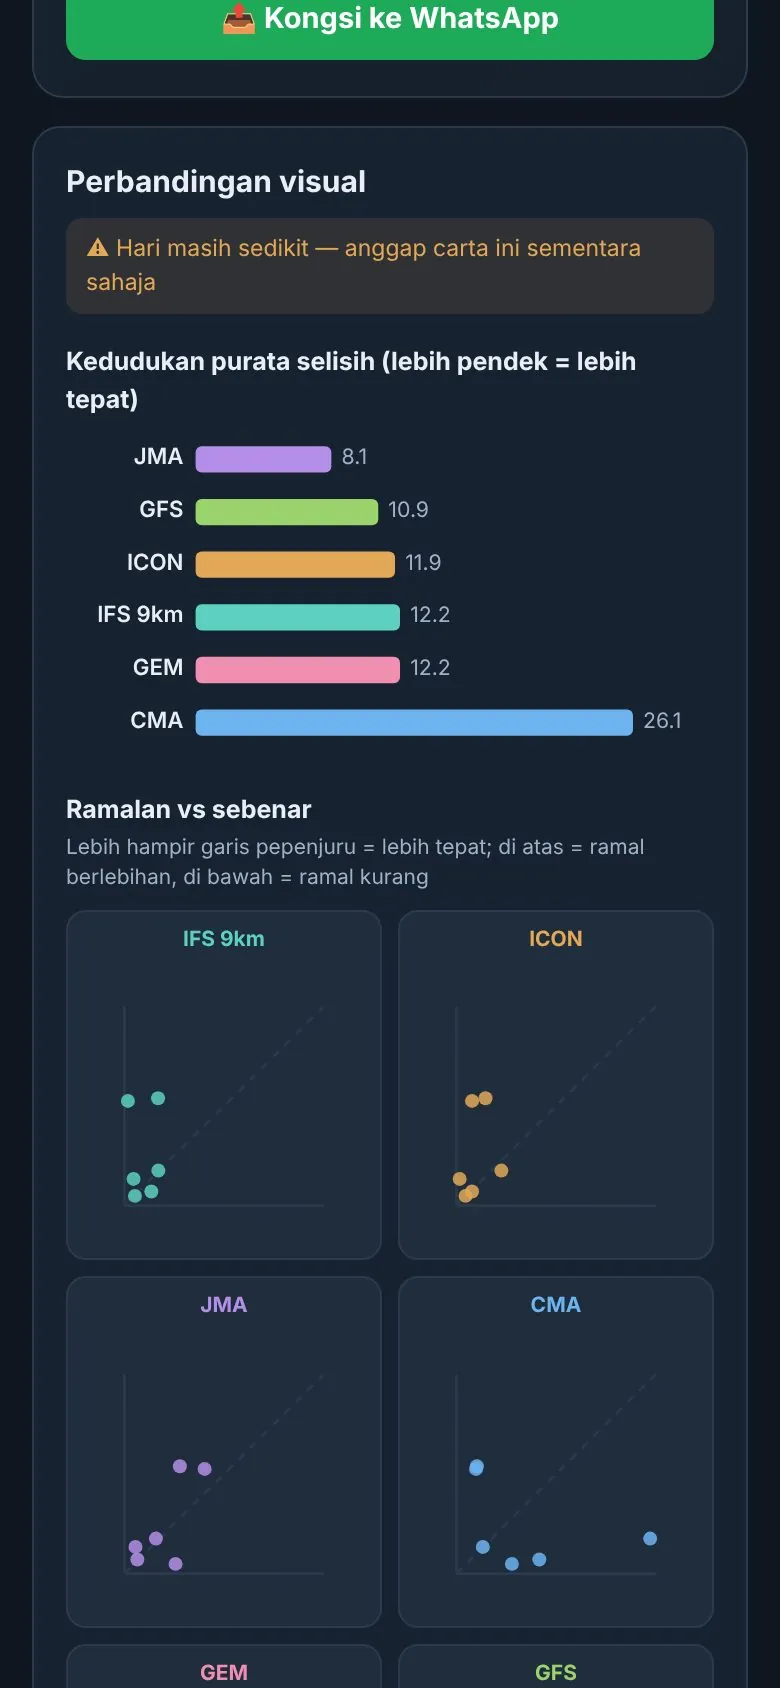 📤 Kongsi ke WhatsApp
Perbandingan visual
⚠ Hari masih sedikit — anggap carta ini sementara
sahaja
Kedudukan purata selisih (lebih pendek = lebih
tepat)
JMA 8.1
GFS 10.9
ICON 11.9
IFS 9km 12.2
GEM 12.2
CMA 26.1
Ramalan vs sebenar
Lebih hampir garis pepenjuru = lebih tepat; di atas = ramal
berlebihan, di bawah = ramal kurang
IFS 9km
ICON
JMA
CMA
GEM
GFS